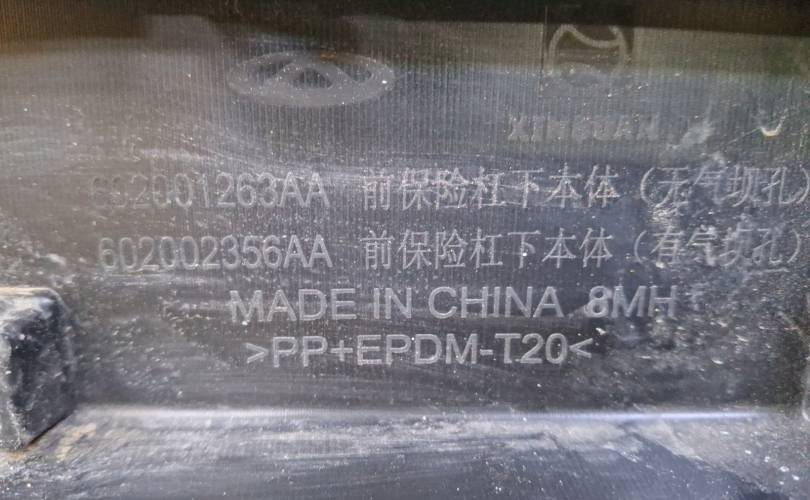 XINQUAN
602001263AA 前保险杠下本体（无气坝孔）
602002356AA 前保险杠下本体（有气坝孔）
MADE IN CHINA 8MH
>PP+EPDM-T20<